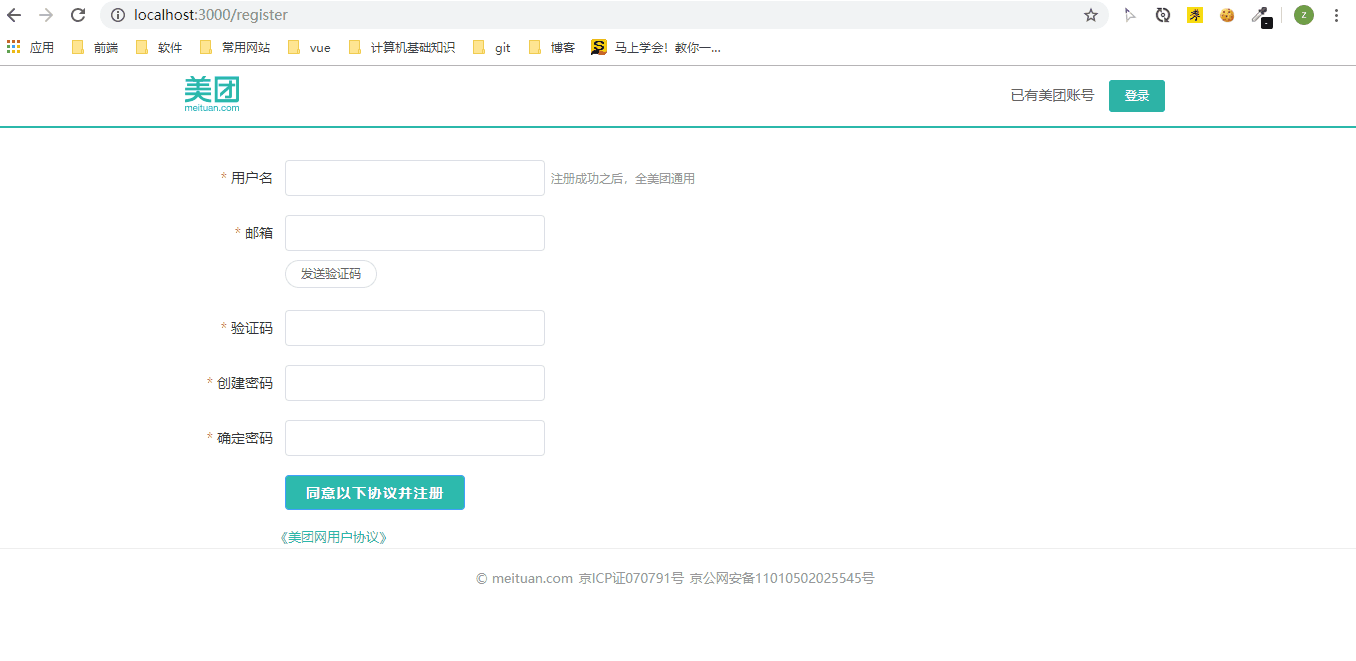 localhost:3000/register
应用 前端 软件 常用网站 vue 计算机基础知识 git 博客 马上学会！教你一...
美团
meituan.com
已有美团账号 登录
* 用户名 注册成功之后，全美团通用
* 邮箱
发送验证码
* 验证码
* 创建密码
* 确定密码
同意以下协议并注册
《美团网用户协议》
© meituan.com 京ICP证070791号 京公网安备11010502025545号